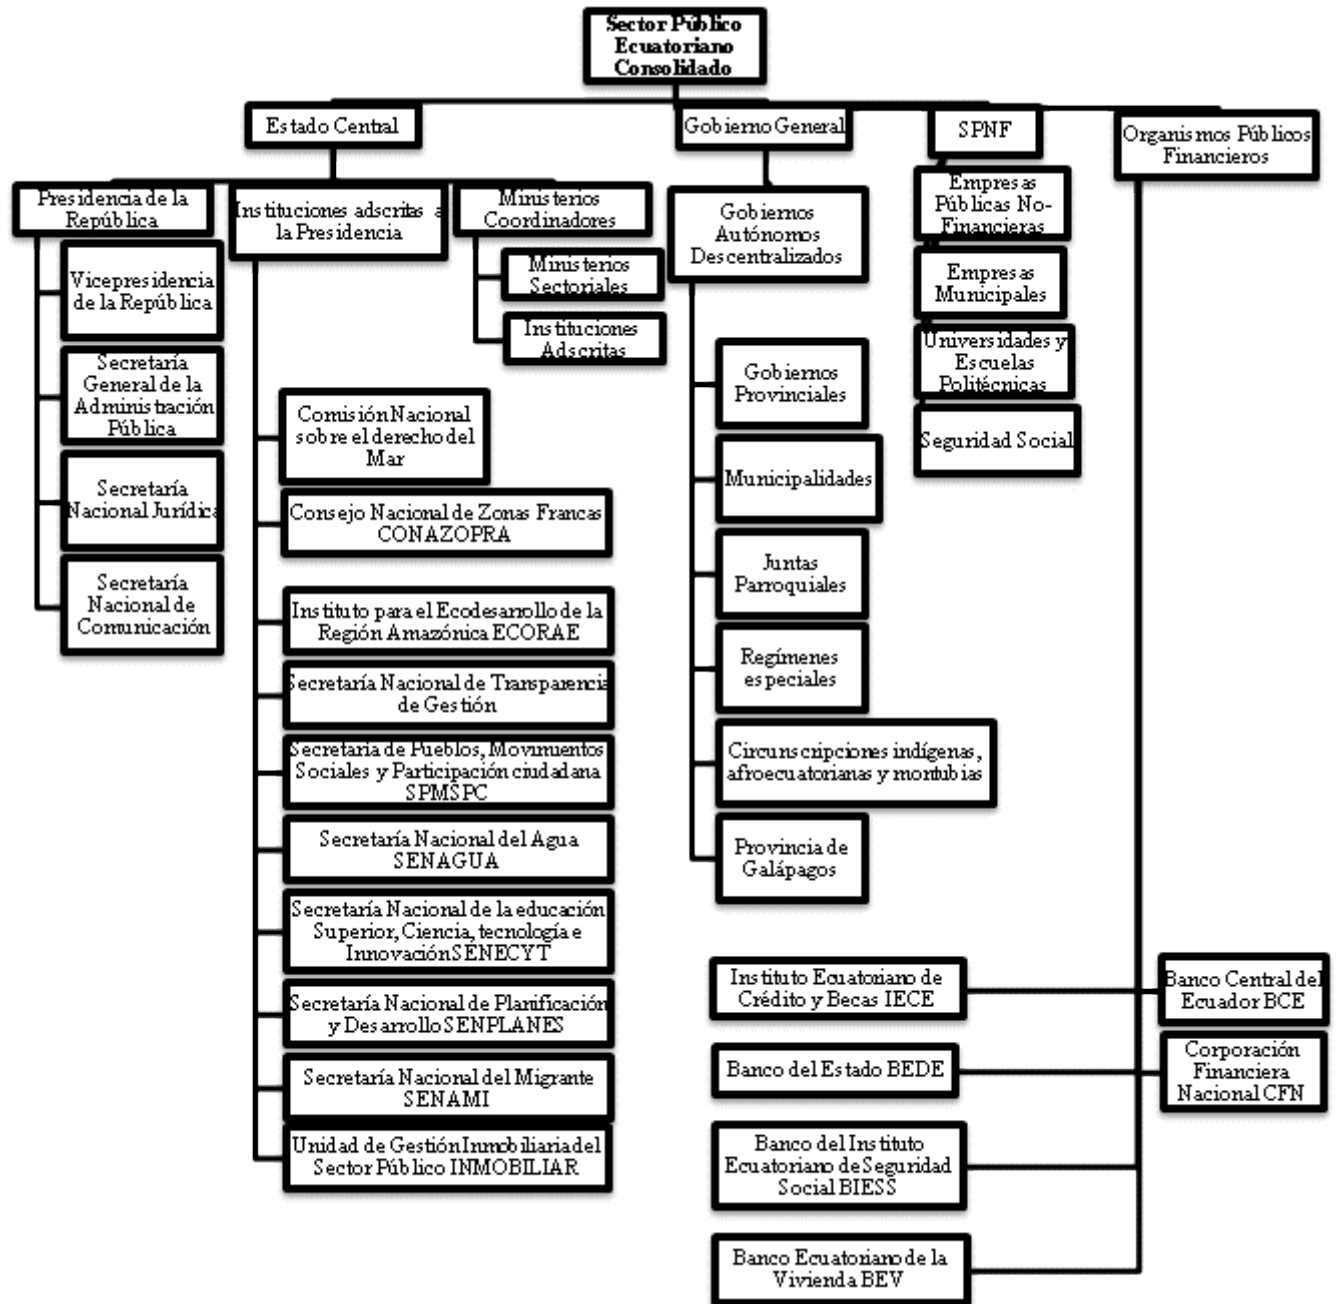 Sector Público
Ecuatoriano
Consolidado
Estado Central
Gobierno General
SPNF
Organismos Públicos
Financieros
Presidencia de la
República
Vicepresidencia
de la República
Secretaría
General de la
Administración
Pública
Secretaría
Nacional Jurídica
Secretaría
Nacional de
Comunicación
Instituciones adscritas a
la Presidencia
Comisión Nacional
sobre el derecho del
Mar
Consejo Nacional de Zonas Francas
CONAZOPRA
Instituto para el Ecodesarrollo de la
Región Amazónica ECORAE
Secretaría Nacional de Transparencia
de Gestión
Secretaría de Pueblos, Movimientos
Sociales y Participación ciudadana
SPMSPC
Secretaría Nacional del Agua
SENAGUA
Secretaría Nacional de la educación
Superior, Ciencia, tecnología e
Innovación SENECYT
Secretaría Nacional de Planificación
y Desarrollo SENPLANES
Secretaría Nacional del Migrante
SENAMI
Unidad de Gestión Inmobiliaria del
Sector Público INMOBILIAR
Ministerios
Coordinadores
Ministerios
Sectoriales
Instituciones
Adscritas
Gobiernos
Autónomos
Descentralizados
Gobiernos
Provinciales
Municipalidades
Juntas
Parroquiales
Regímenes
especiales
Circunscripciones indígenas,
afroecuatorianas y montubias
Provincia de
Galápagos
Empresas
Públicas No-
Financieras
Empresas
Municipales
Universidades y
Escuelas
Politécnicas
Seguridad Social
Instituto Ecuatoriano de
Crédito y Becas IECE
Banco Central del
Ecuador BCE
Banco del Estado BEDE
Corporación
Financiera
Nacional CFN
Banco del Instituto
Ecuatoriano de Seguridad
Social BIESS
Banco Ecuatoriano de la
Vivienda BEV